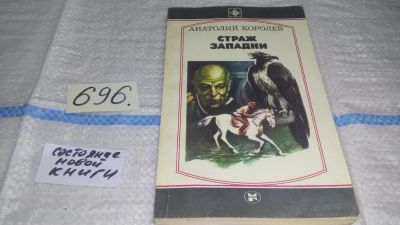 АНАТОЛИЙ КОРОЛЕВ
СТРАЖ
ЗАПАДНИ
696.
СОСТОЯНИЕ
НОВОЙ
КНИГИ